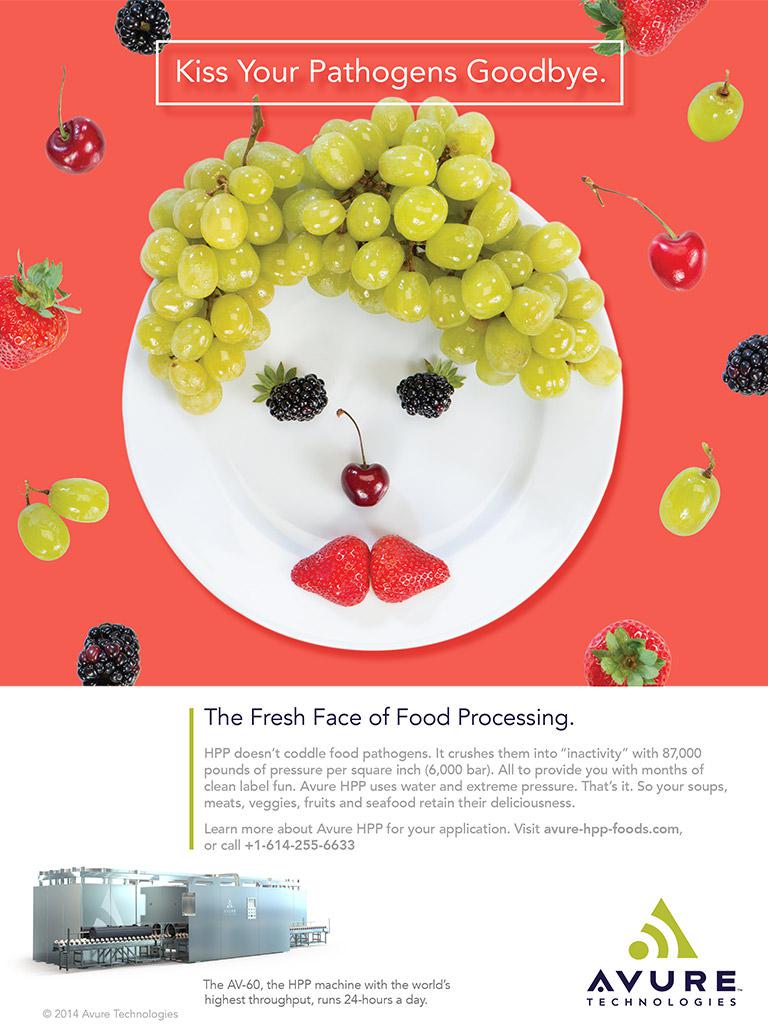 Kiss Your Pathogens Goodbye.
The Fresh Face of Food Processing.
HPP doesn't coddle food pathogens. It crushes them into “inactivity” with 87,000
pounds of pressure per square inch (6,000 bar). All to provide you with months of
clean label fun. Avure HPP uses water and extreme pressure. That's it. So your soups,
meats, veggies, fruits and seafood retain their deliciousness.
Learn more about Avure HPP for your application. Visit avure-hpp-foods.com,
or call +1-614-255-6633
AVURE
The AV-60, the HPP machine with the world's
highest throughput, runs 24-hours a day.
© 2014 Avure Technologies
AVURE™
TECHNOLOGIES